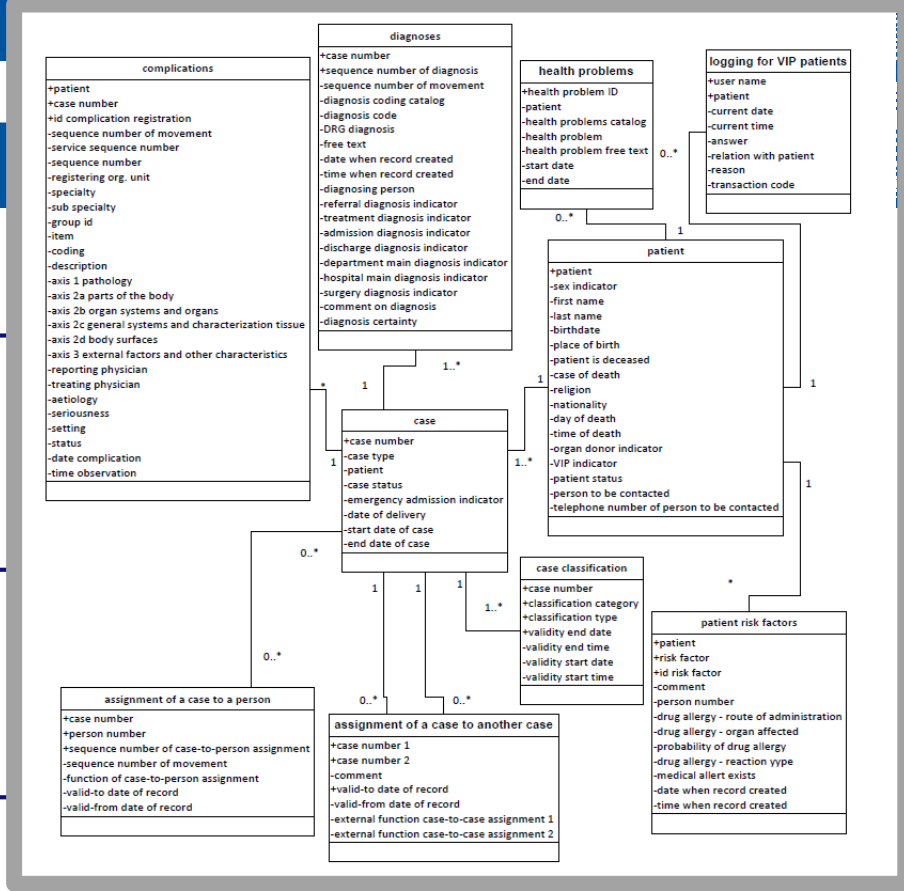 complications
+patient
+case number
+id complication registration
-sequence number of movement
-service sequence number
-sequence number
-registering org. unit
-specialty
-sub specialty
-group id
-item
-coding
-description
-axis 1 pathology
-axis 2a parts of the body
-axis 2b organ systems and organs
-axis 2c general systems and characterization tissue
-axis 2d body surfaces
-axis 3 external factors and other characteristics
-reporting physician
-treating physician
-aetiology
-seriousness
-setting
-status
-date complication
-time observation
diagnoses
+case number
+sequence number of diagnosis
-sequence number of movement
-diagnosis coding catalog
-diagnosis code
-DRG diagnosis
-free text
-date when record created
-time when record created
-diagnosing person
-referral diagnosis indicator
-treatment diagnosis indicator
-admission diagnosis indicator
-discharge diagnosis indicator
-department main diagnosis indicator
-hospital main diagnosis indicator
-surgery diagnosis indicator
-comment on diagnosis
-diagnosis certainty
health problems
+health problem ID
-patient
-health problems catalog
-health problem
-health problem free text
-start date
-end date
logging for VIP patients
+user name
+patient
-current date
-current time
-answer
-relation with patient
-reason
-transaction code
0..*
0..*
1
patient
+patient
-sex indicator
-first name
-last name
-birthdate
-place of birth
-patient is deceased
-case of death
-religion
-nationality
-day of death
-time of death
-organ donor indicator
-VIP indicator
-patient status
-person to be contacted
-telephone number of person to be contacted
1..*
1
1
1
*
1
1..*
1
case
+case number
-case type
-patient
-case status
-emergency admission indicator
-date of delivery
-start date of case
-end date of case
0..*
1
1
1
1..*
*
case classification
+case number
+classification category
+classification type
+validity end date
-validity end time
-validity start date
-validity start time
patient risk factors
+patient
+risk factor
+id risk factor
-comment
-person number
-drug allergy - route of administration
-drug allergy - organ affected
-probability of drug allergy
-drug allergy - reaction yype
-medical allert exists
-date when record created
-time when record created
0..*
0..*
0..*
assignment of a case to a person
+case number
+person number
+sequence number of case-to-person assignment
-sequence number of movement
-function of case-to-person assignment
-valid-to date of record
-valid-from date of record
assignment of a case to another case
+case number 1
+case number 2
-comment
+valid-to date of record
-valid-from date of record
-external function case-to-case assignment 1
-external function case-to-case assignment 2